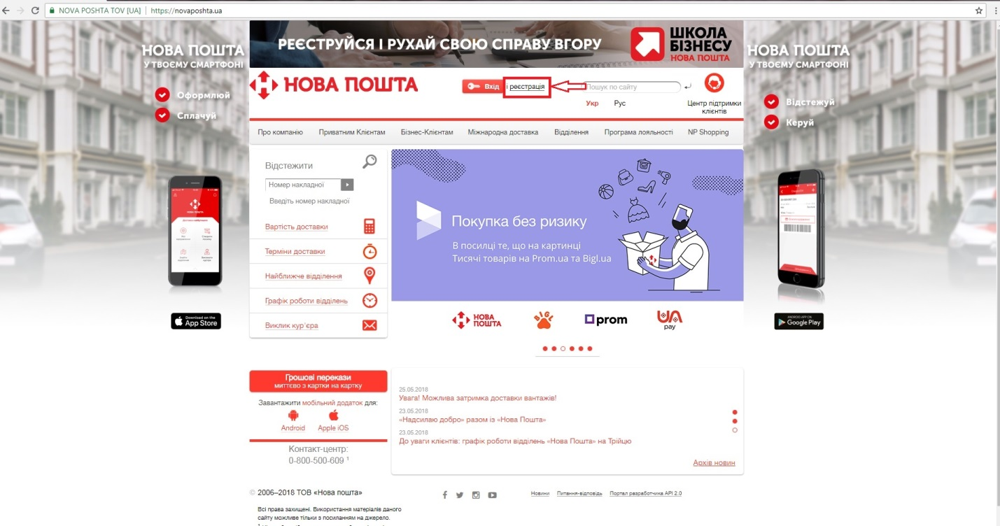 NOVA POSHTA TOV [UA]
https://novaposhta.ua
РЕЄСТРУЙСЯ І РУХАЙ СВОЮ СПРАВУ ВГОРУ
ШКОЛА
БІЗНЕСУ
НОВА ПОШТА
НОВА ПОШТА
У ТВОЄМУ СМАРТФОНІ
Оформлюй
Сплачуй
НОВА ПОШТА
У ТВОЄМУ СМАРТФОНІ
Відстежуй
Керуй
НОВА ПОШТА
Вхід
і реєстрація
Пошук по сайту
Укр
Рус
Центр підтримки
клієнтів
Про компанію
Приватним Клієнтам
Бізнес-Клієнтам
Міжнародна доставка
Відділення
Програма лояльності
NP Shopping
Відстежити
Номер накладної
Введіть номер накладної
Вартість доставки
Терміни доставки
Найближче відділення
Графік роботи відділень
Виклик кур'єра
Покупка без ризику
В посилці те, що на картинці
Тисячі товарів на Prom.ua та Bigl.ua
НОВА
ПОШТА
prom
UA
pay
НОВА ПОШТА
Download on the
App Store
ANDROID APP ON
Google Play
Грошові перекази
миттєво з картки на картку
Завантажити мобільний додаток для:
Android
Apple iOS
Контакт-центр:
0-800-500-609 ¹
25.05.2018
Увага! Можлива затримка доставки вантажів!
23.05.2018
«Надсилаю добро» разом із «Нова Пошта»
23.05.2018
До уваги клієнтів: графік роботи відділень «Нова Пошта» на Трійцю
Архів новин
© 2006–2018 ТОВ «Нова пошта»
Новини
Питання-відповідь
Портал разработчика API 2.0
Всі права захищені. Використання матеріалів даного
сайту можливе тільки з посиланням на джерело.